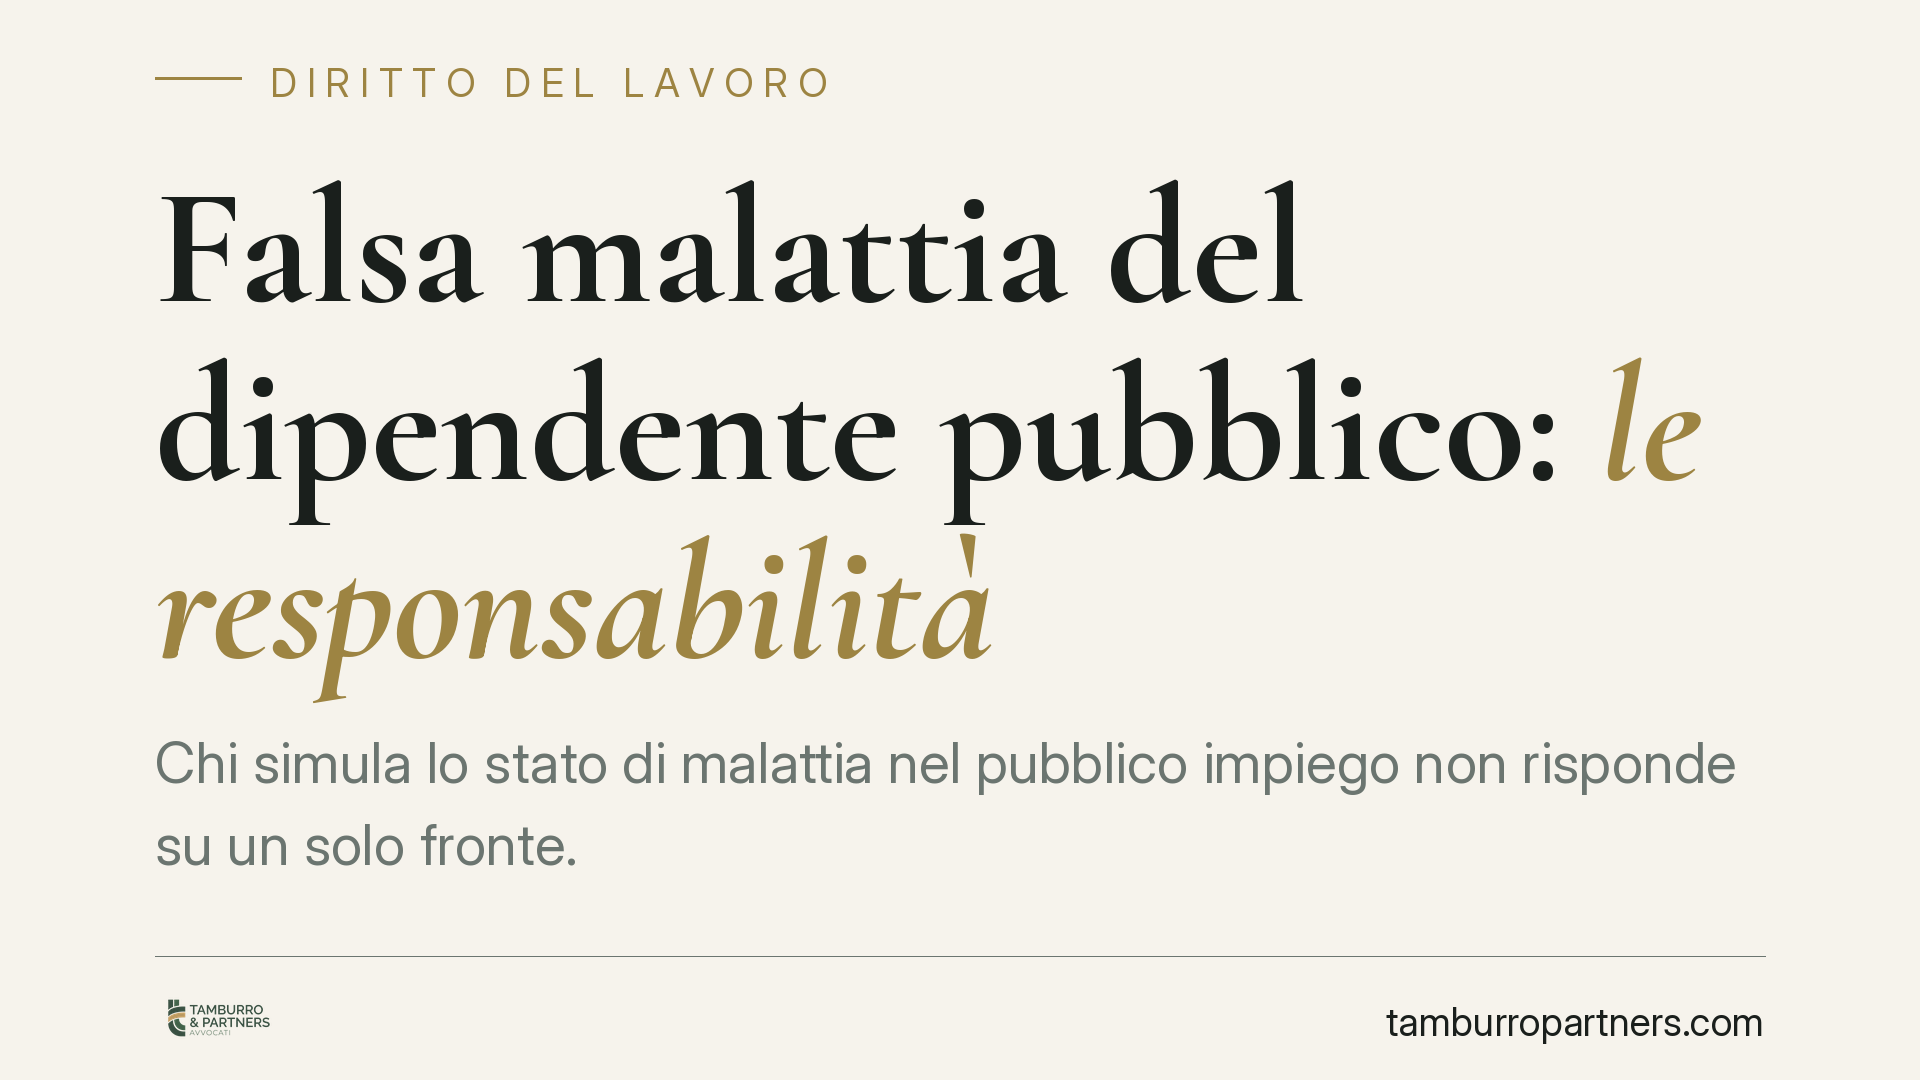 DIRITTO DEL LAVORO
Falsa malattia del
dipendente pubblico: le
responsabilità
Chi simula lo stato di malattia nel pubblico impiego non risponde
su un solo fronte.
TAMBURRO
& PARTNERS
AVVOCATI
tamburropartners.com